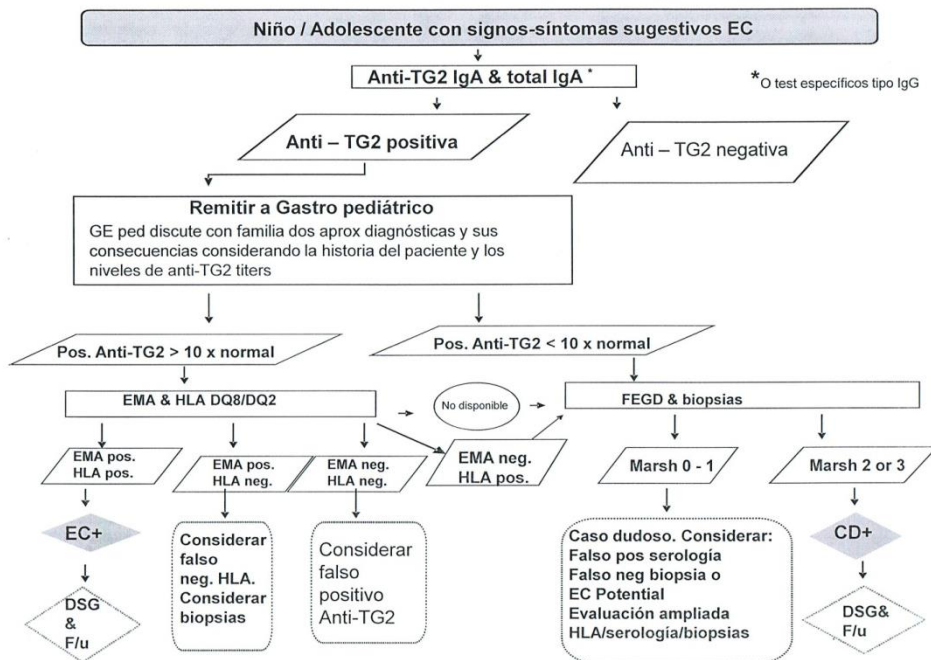 Niño / Adolescente con signos-síntomas sugestivos EC
Anti-TG2 IgA & total IgA *
*O test específicos tipo IgG
Anti – TG2 positiva
Anti – TG2 negativa
Remitir a Gastro pediátrico
GE ped discute con familia dos aprox diagnósticas y sus
consecuencias considerando la historia del paciente y los
niveles de anti-TG2 titers
Pos. Anti-TG2 > 10 x normal
Pos. Anti-TG2 < 10 x normal
EMA & HLA DQ8/DQ2
No disponible
FEGD & biopsias
EMA pos.
HLA pos.
EMA pos.
HLA neg.
EMA neg.
HLA neg.
EMA neg.
HLA pos.
Marsh 0 - 1
Marsh 2 or 3
EC+
Considerar
falso
neg. HLA.
Considerar
biopsias
Considerar
falso
positivo
Anti-TG2
Caso dudoso. Considerar:
Falso pos serología
Falso neg biopsia o
EC Potential
Evaluación ampliada
HLA/serología/biopsias
CD+
DSG
&
F/u
DSG&
F/u